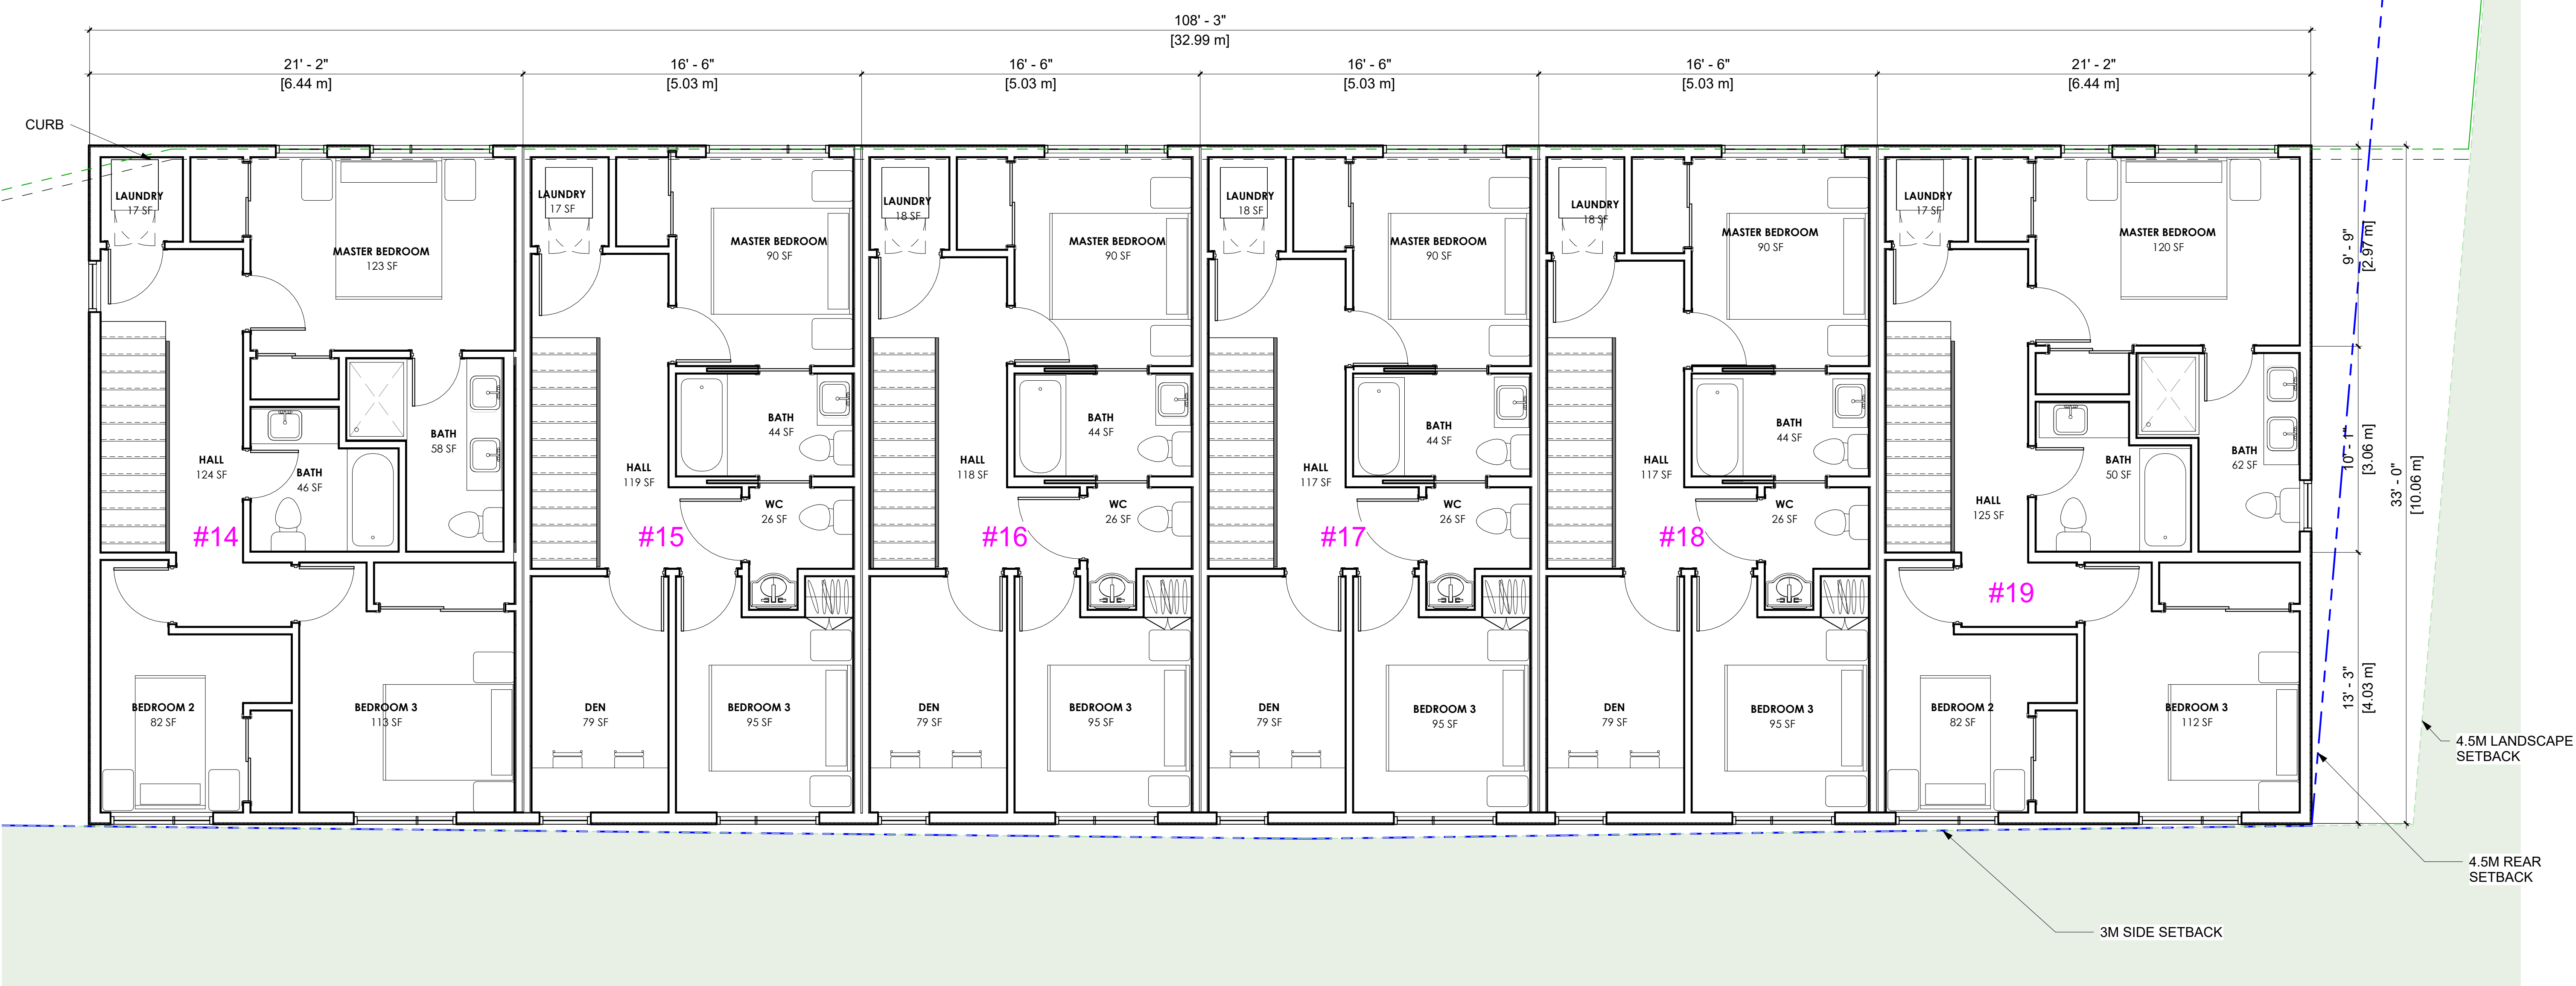 108' - 3"
[32.99 m]
21' - 2"
[6.44 m]
16' - 6"
[5.03 m]
16' - 6"
[5.03 m]
16' - 6"
[5.03 m]
16' - 6"
[5.03 m]
21' - 2"
[6.44 m]
CURB
LAUNDRY
17 SF
MASTER BEDROOM
123 SF
BATH
58 SF
HALL
124 SF
BATH
46 SF
#14
BEDROOM 2
82 SF
BEDROOM 3
113 SF
LAUNDRY
17 SF
MASTER BEDROOM
90 SF
BATH
44 SF
HALL
119 SF
WC
26 SF
#15
DEN
79 SF
BEDROOM 3
95 SF
LAUNDRY
18 SF
MASTER BEDROOM
90 SF
BATH
44 SF
HALL
118 SF
WC
26 SF
#16
DEN
79 SF
BEDROOM 3
95 SF
LAUNDRY
18 SF
MASTER BEDROOM
90 SF
BATH
44 SF
HALL
117 SF
WC
26 SF
#17
DEN
79 SF
BEDROOM 3
95 SF
LAUNDRY
18 SF
MASTER BEDROOM
90 SF
BATH
44 SF
HALL
117 SF
WC
26 SF
#18
DEN
79 SF
BEDROOM 3
95 SF
LAUNDRY
17 SF
MASTER BEDROOM
120 SF
BATH
50 SF
BATH
62 SF
HALL
125 SF
#19
BEDROOM 2
82 SF
BEDROOM 3
112 SF
9' - 9"
[2.97 m]
10' - 1"
[3.06 m]
13' - 3"
[4.03 m]
33' - 0"
[10.06 m]
4.5M LANDSCAPE
SETBACK
4.5M REAR
SETBACK
3M SIDE SETBACK